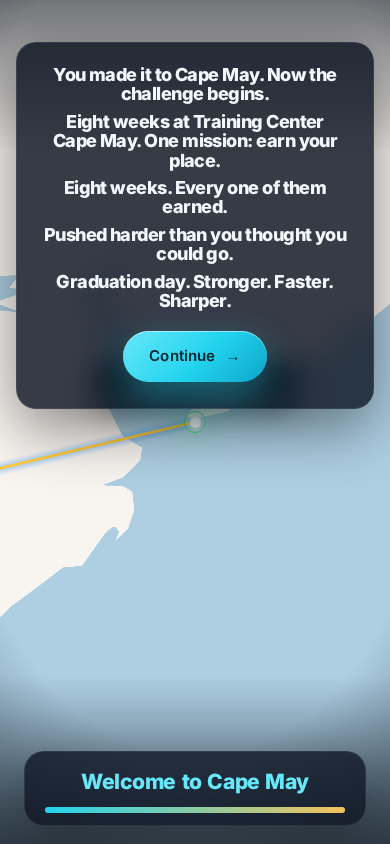 You made it to Cape May. Now the
challenge begins.
Eight weeks at Training Center
Cape May. One mission: earn your
place.
Eight weeks. Every one of them
earned.
Pushed harder than you thought you
could go.
Graduation day. Stronger. Faster.
Sharper.
Continue →
Welcome to Cape May